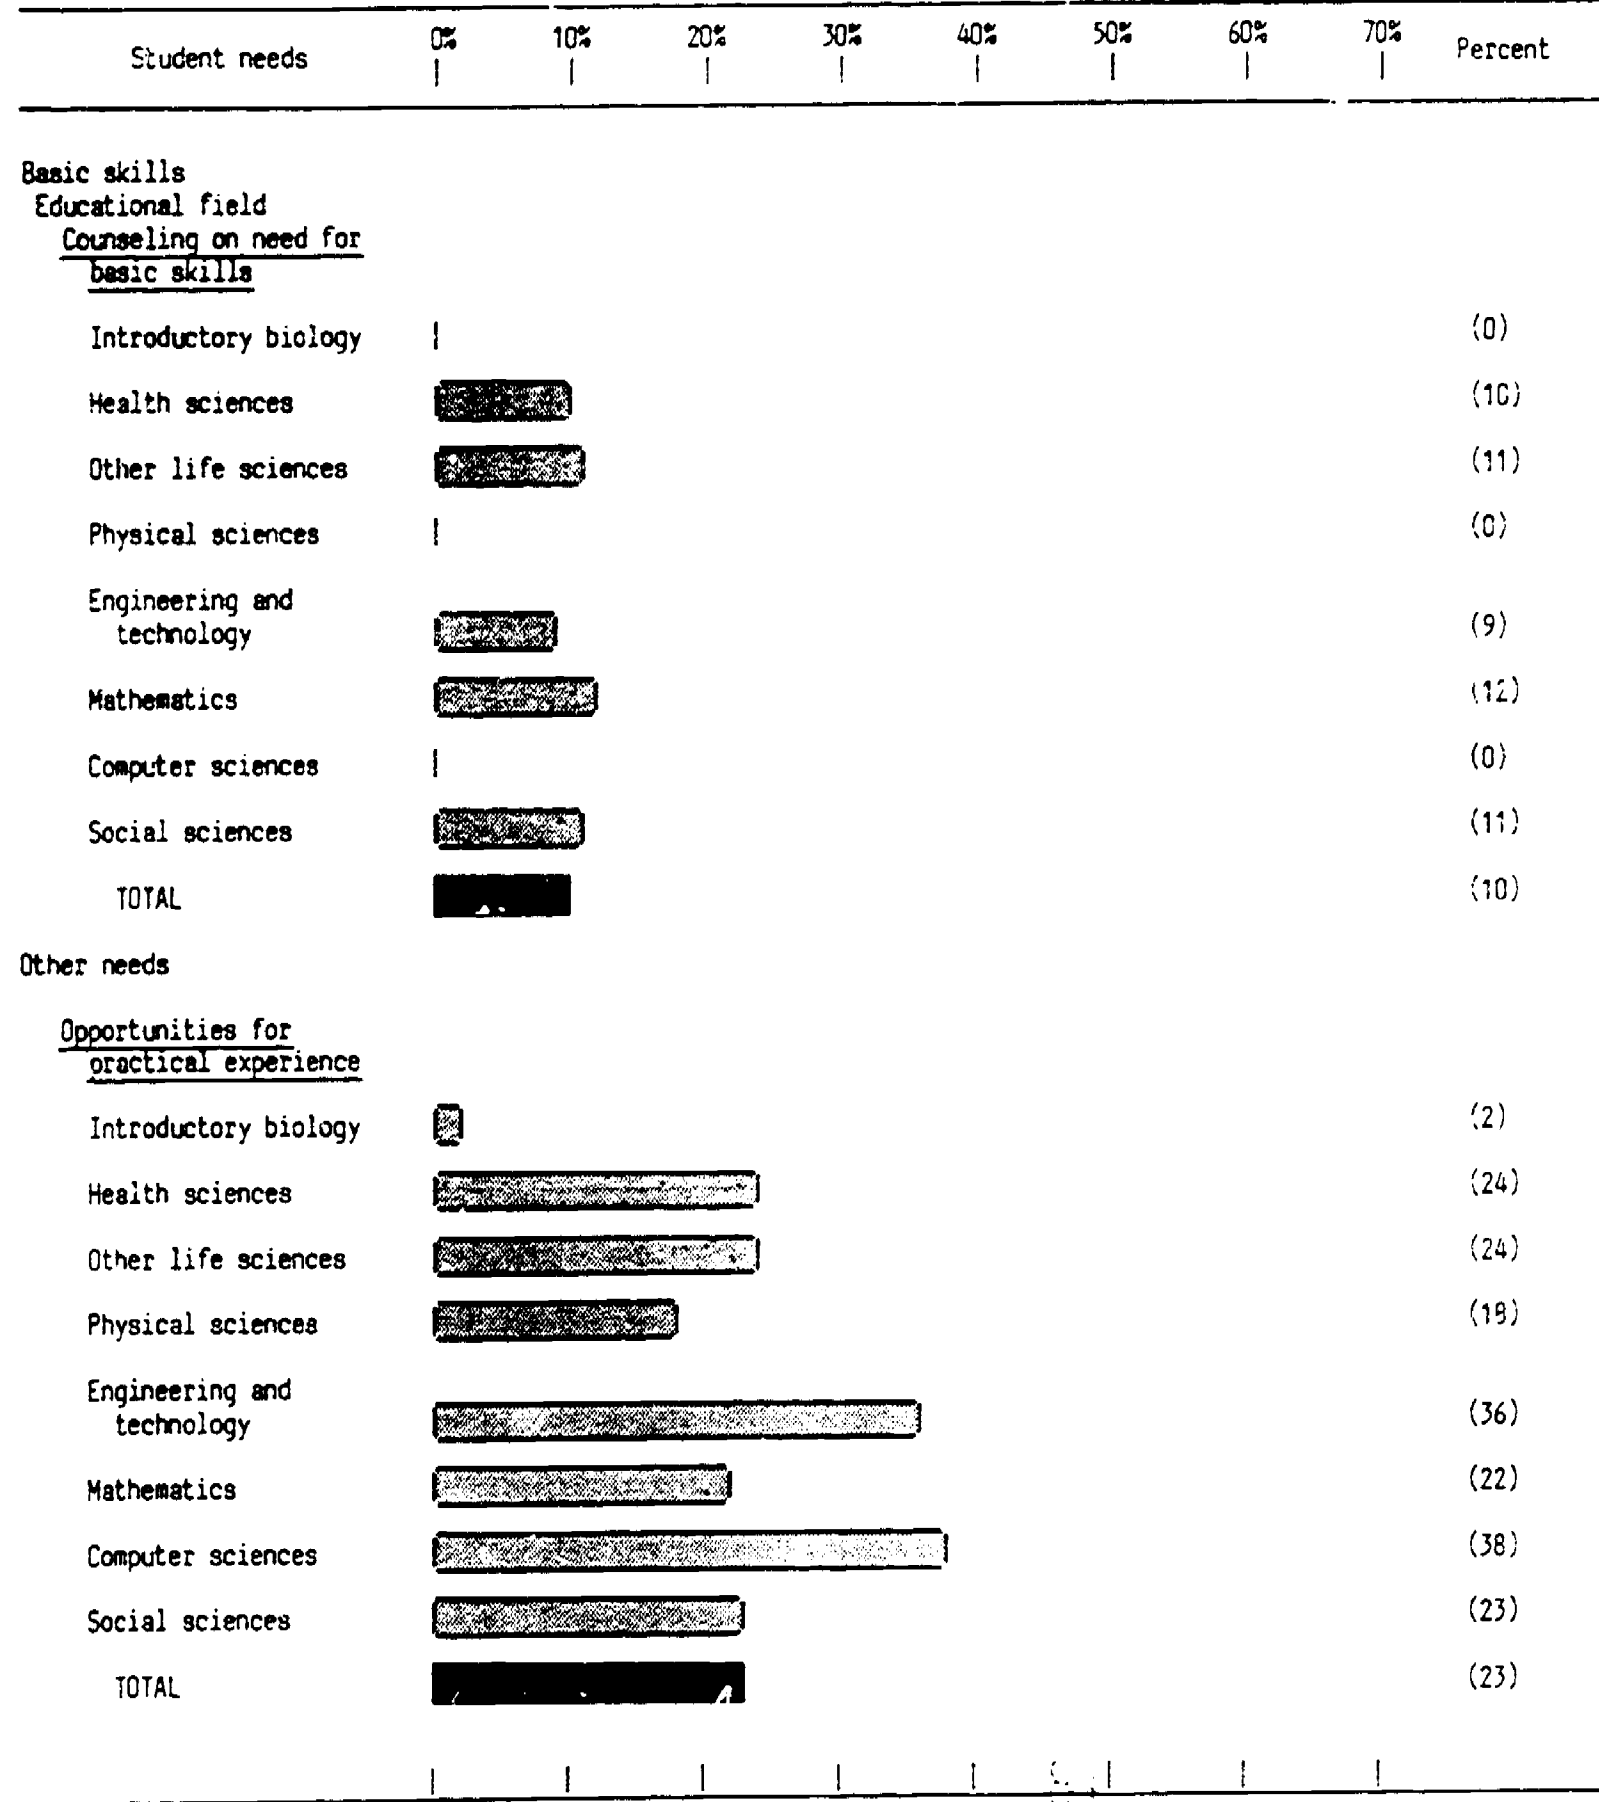 Student needs 0% 10% 20% 30% 40% 50% 60% 70% Percent
Basic skills
Educational field
Counseling on need for
basic skills
Introductory biology (0)
Health sciences (10)
Other life sciences (11)
Physical sciences (0)
Engineering and
technology (9)
Mathematics (12)
Computer sciences (0)
Social sciences (11)
TOTAL (10)
Other needs
Opportunities for
practical experience
Introductory biology (2)
Health sciences (24)
Other life sciences (24)
Physical sciences (18)
Engineering and
technology (36)
Mathematics (22)
Computer sciences (38)
Social sciences (23)
TOTAL (23)